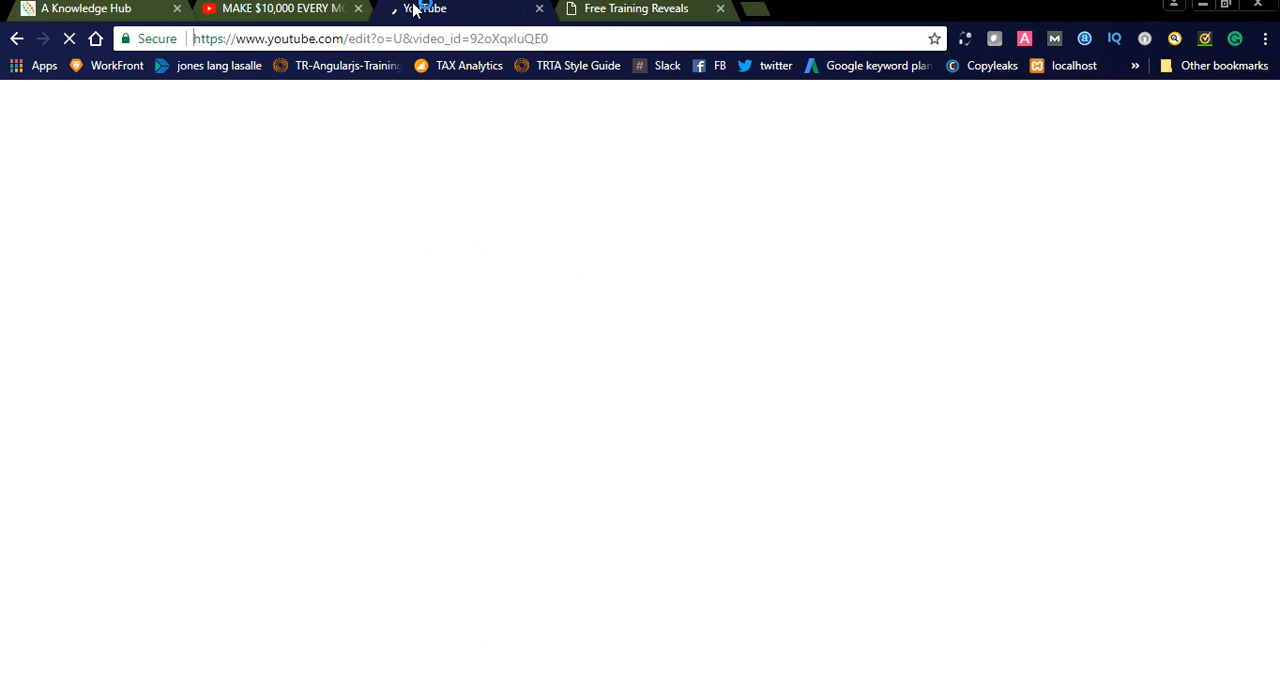 A Knowledge Hub MAKE $10,000 EVERY MO YouTube Free Training Reveals
Secure https://www.youtube.com/edit?o=U&video_id=92oXqxluQE0
Apps WorkFront jones lang lasalle TR-Angularjs-Training TAX Analytics TRTA Style Guide # Slack FB twitter Google keyword plan Copyleaks localhost » Other bookmarks